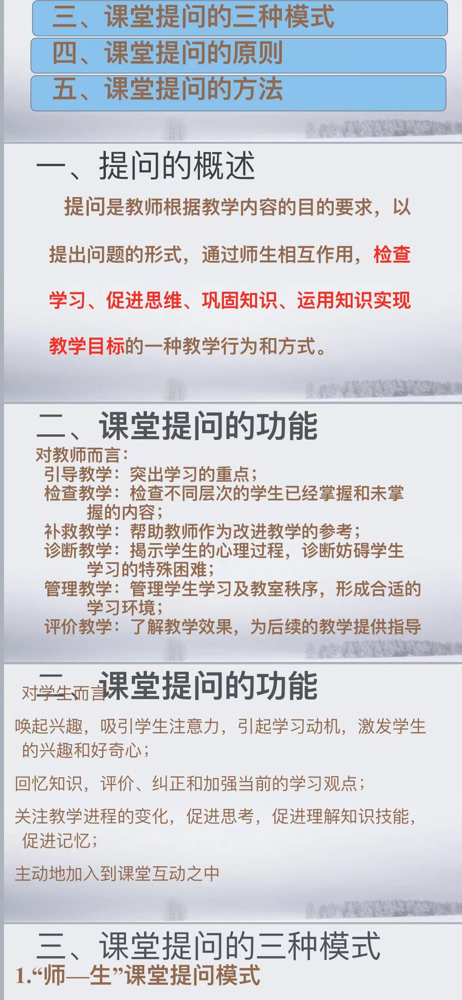 三、课堂提问的三种模式
四、课堂提问的原则
五、课堂提问的方法
一、提问的概述
提问是教师根据教学内容的目的要求，以
提出问题的形式，通过师生相互作用，检查
学习、促进思维、巩固知识、运用知识实现
教学目标的一种教学行为和方式。
二、课堂提问的功能
对教师而言：
引导教学：突出学习的重点；
检查教学：检查不同层次的学生已经掌握和未掌
握的内容；
补救教学：帮助教师作为改进教学的参考；
诊断教学：揭示学生的心理过程，诊断妨碍学生
学习的特殊困难；
管理教学：管理学生学习及教室秩序，形成合适的
学习环境；
评价教学：了解教学效果，为后续的教学提供指导
二、课堂提问的功能
对学生而言：
唤起兴趣，吸引学生注意力，引起学习动机，激发学生
的兴趣和好奇心；
回忆知识，评价、纠正和加强当前的学习观点；
关注教学进程的变化，促进思考，促进理解知识技能，
促进记忆；
主动地加入到课堂互动之中
三、课堂提问的三种模式
1.“师—生”课堂提问模式